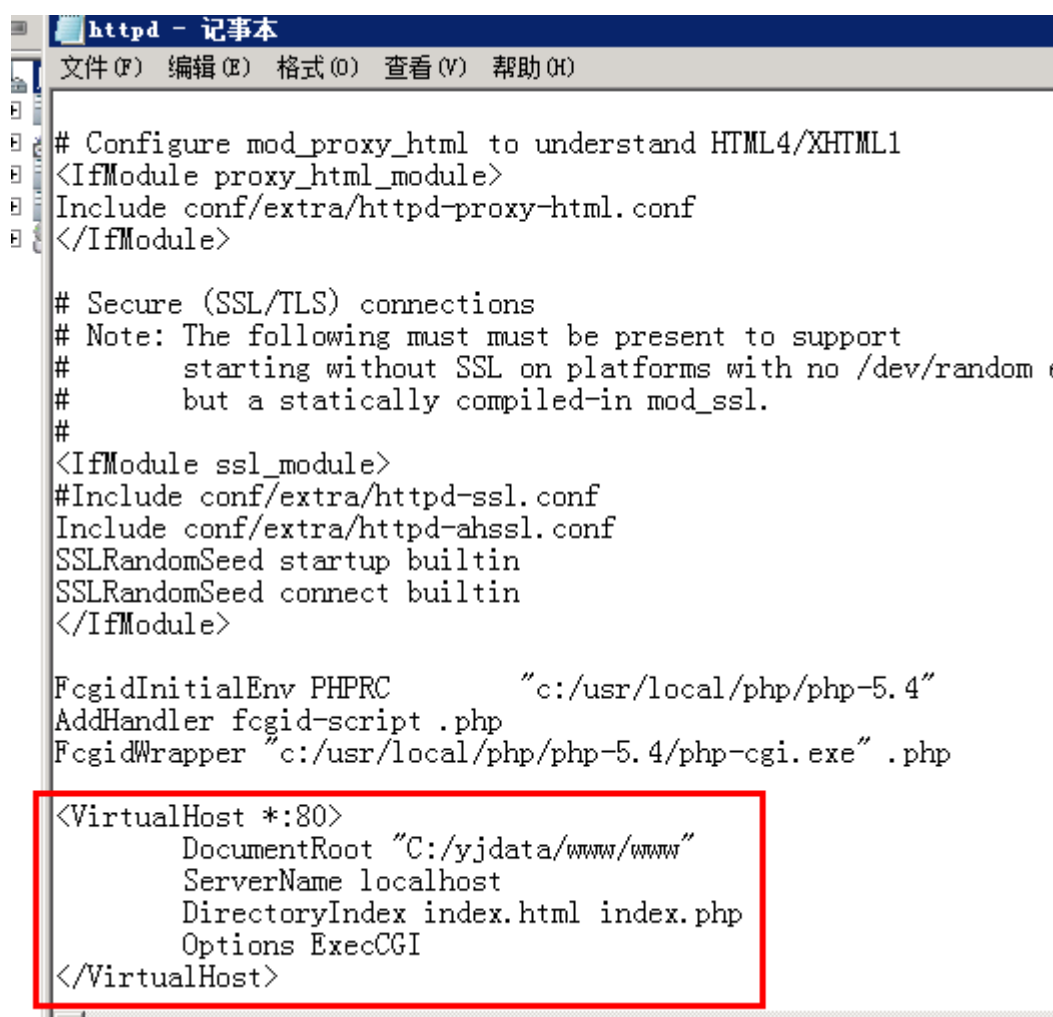 httpd - 记事本
文件(F) 编辑(E) 格式(O) 查看(V) 帮助(H)
# Configure mod_proxy_html to understand HTML4/XHTML1
<IfModule proxy_html_module>
Include conf/extra/httpd-proxy-html.conf
</IfModule>
# Secure (SSL/TLS) connections
# Note: The following must must be present to support
#       starting without SSL on platforms with no /dev/random
#       but a statically compiled-in mod_ssl.
#
<IfModule ssl_module>
#Include conf/extra/httpd-ssl.conf
Include conf/extra/httpd-ahssl.conf
SSLRandomSeed startup builtin
SSLRandomSeed connect builtin
</IfModule>
FcgidInitialEnv PHPRC        "c:/usr/local/php/php-5.4"
AddHandler fcgid-script .php
FcgidWrapper "c:/usr/local/php/php-5.4/php-cgi.exe" .php
<VirtualHost *:80>
        DocumentRoot "C:/yjdata/www/www"
        ServerName localhost
        DirectoryIndex index.html index.php
        Options ExecCGI
</VirtualHost>